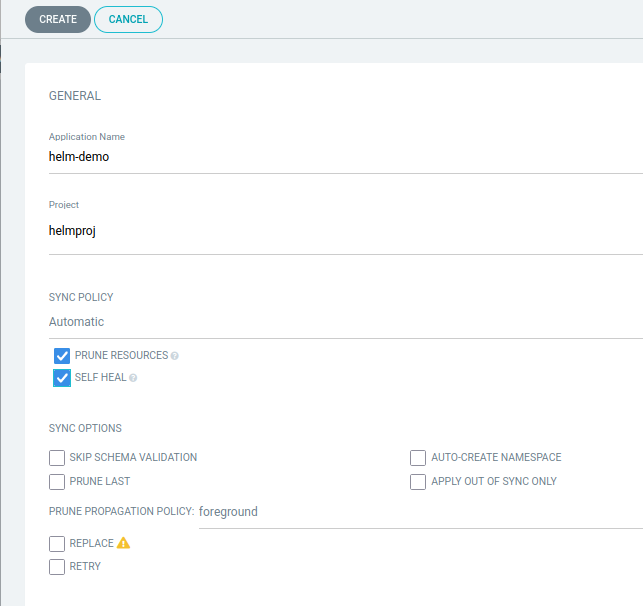 CREATE CANCEL
GENERAL
Application Name
helm-demo
Project
helmproj
SYNC POLICY
Automatic
PRUNE RESOURCES ?
SELF HEAL ?
SYNC OPTIONS
SKIP SCHEMA VALIDATION AUTO-CREATE NAMESPACE
PRUNE LAST APPLY OUT OF SYNC ONLY
PRUNE PROPAGATION POLICY: foreground
REPLACE
RETRY